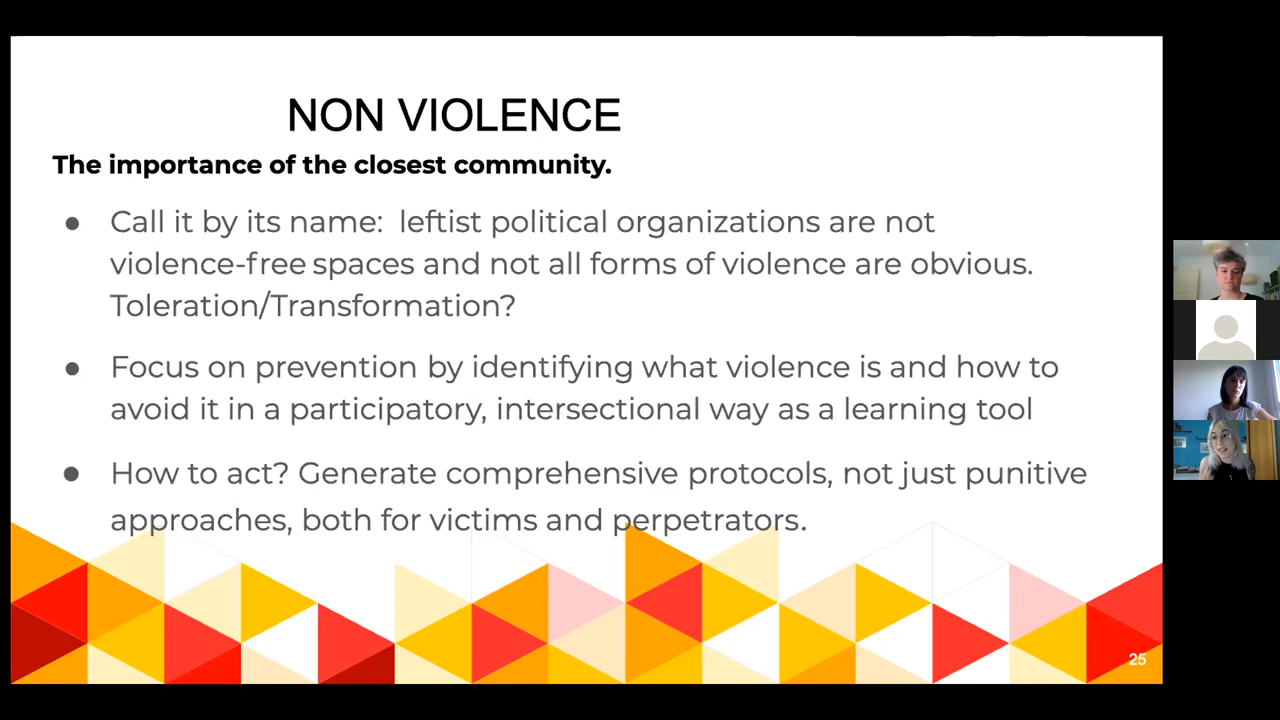 NON VIOLENCE
The importance of the closest community.
● Call it by its name: leftist political organizations are not
violence-free spaces and not all forms of violence are obvious.
Toleration/Transformation?
● Focus on prevention by identifying what violence is and how to
avoid it in a participatory, intersectional way as a learning tool
● How to act? Generate comprehensive protocols, not just punitive
approaches, both for victims and perpetrators.
25